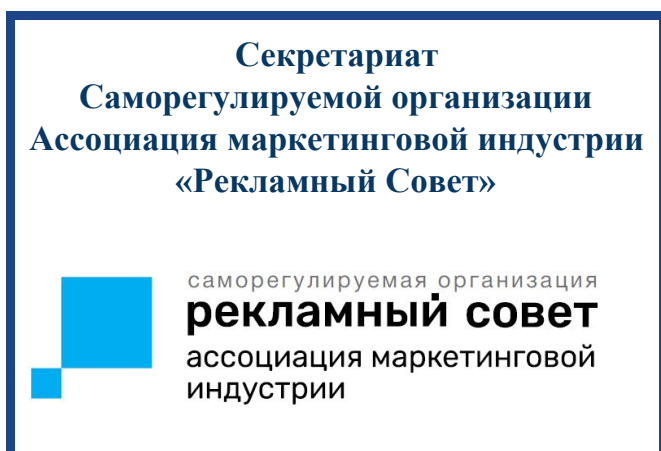 Секретариат
Саморегулируемой организации
Ассоциация маркетинговой индустрии
«Рекламный Совет»
саморегулируемая организация
рекламный совет
ассоциация маркетинговой
индустрии